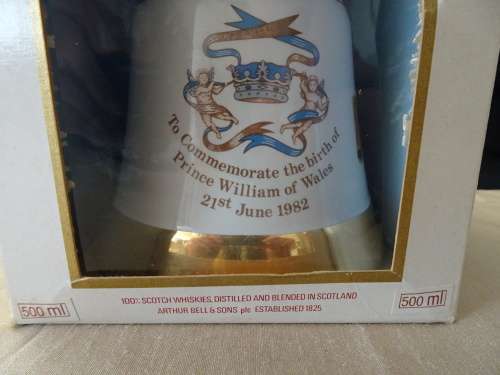 To Commemorate the birth of
Prince William of Wales
21st June 1982
100% SCOTCH WHISKIES, DISTILLED AND BLENDED IN SCOTLAND
ARTHUR BELL & SONS plc ESTABLISHED 1825
500 ml
500 ml